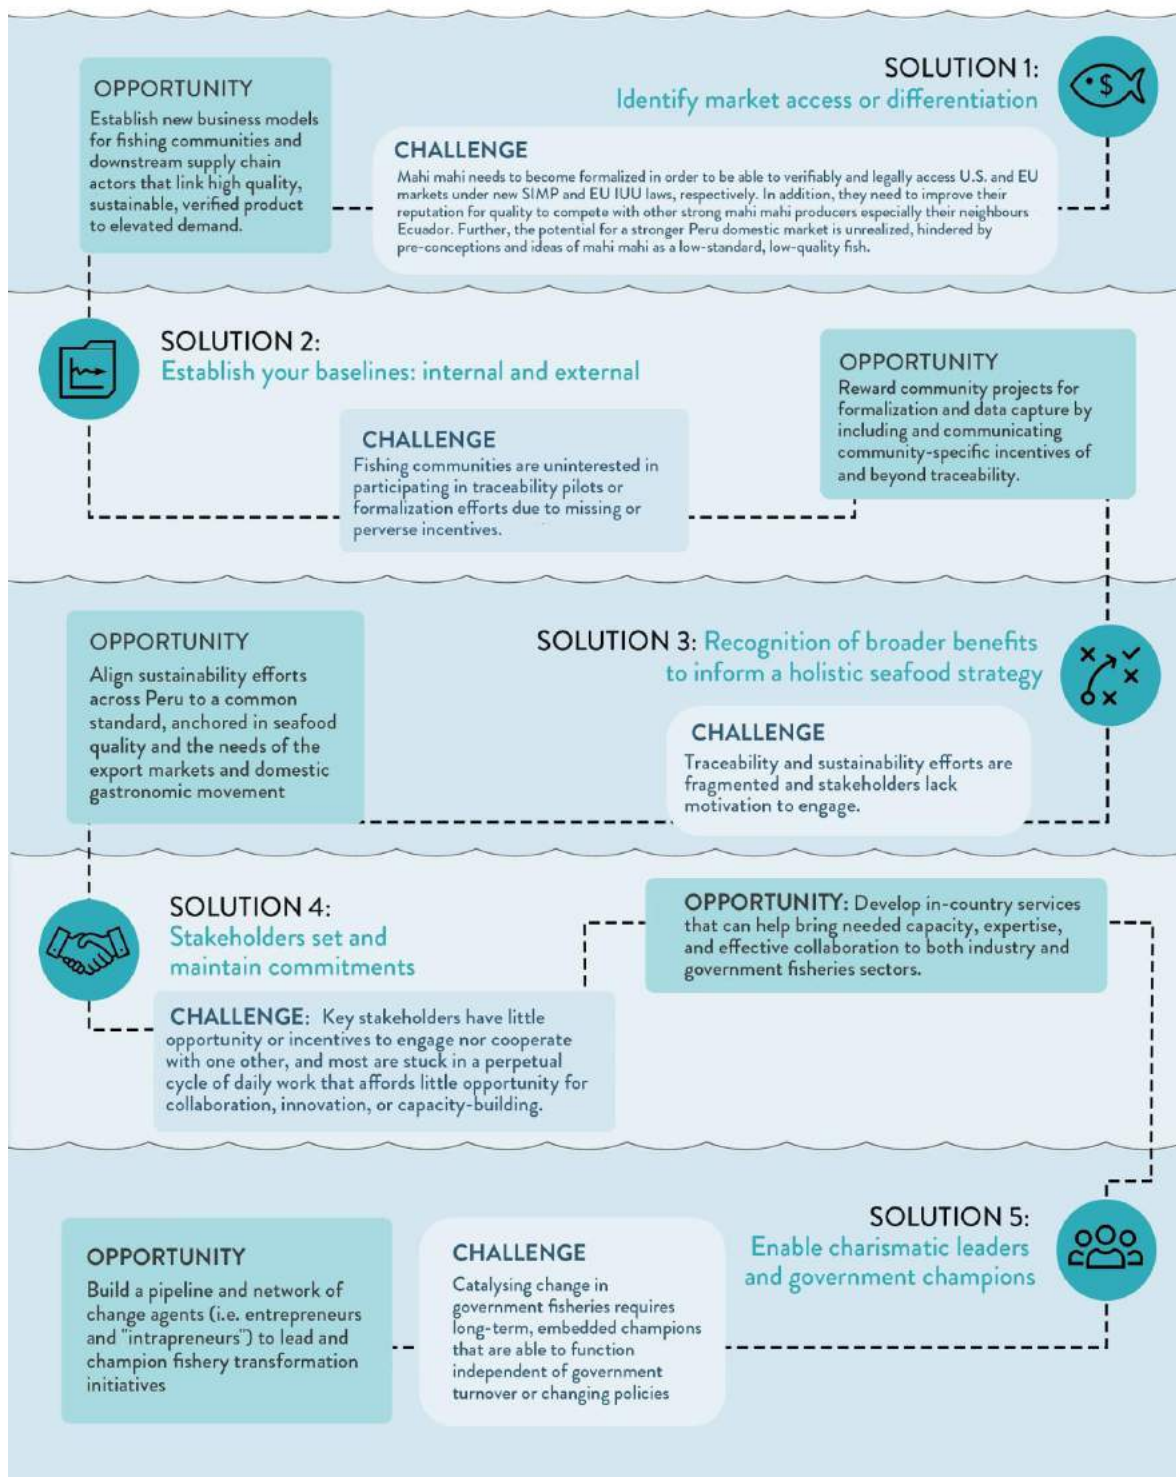 SOLUTION 1:
Identify market access or differentiation
$
OPPORTUNITY
Establish new business models
for fishing communities and
downstream supply chain
actors that link high quality,
sustainable, verified product
to elevated demand.
CHALLENGE
Mahi mahi needs to become formalized in order to be able to verifiably and legally access U.S. and EU
markets under new SIMP and EU IUU laws, respectively. In addition, they need to improve their
reputation for quality to compete with other strong mahi mahi producers especially their neighbours
Ecuador. Further, the potential for a stronger Peru domestic market is unrealized, hindered by
pre-conceptions and ideas of mahi mahi as a low-standard, low-quality fish.
SOLUTION 2:
Establish your baselines: internal and external
CHALLENGE
Fishing communities are uninterested in
participating in traceability pilots or
formalization efforts due to missing or
perverse incentives.
OPPORTUNITY
Reward community projects for
formalization and data capture by
including and communicating
community-specific incentives of
and beyond traceability.
SOLUTION 3: Recognition of broader benefits
to inform a holistic seafood strategy
CHALLENGE
Traceability and sustainability efforts are
fragmented and stakeholders lack
motivation to engage.
OPPORTUNITY
Align sustainability efforts
across Peru to a common
standard, anchored in seafood
quality and the needs of the
export markets and domestic
gastronomic movement
SOLUTION 4:
Stakeholders set and
maintain commitments
CHALLENGE: Key stakeholders have little
opportunity or incentives to engage nor cooperate
with one other, and most are stuck in a perpetual
cycle of daily work that affords little opportunity for
collaboration, innovation, or capacity-building.
OPPORTUNITY: Develop in-country services
that can help bring needed capacity, expertise,
and effective collaboration to both industry and
government fisheries sectors.
SOLUTION 5:
Enable charismatic leaders
and government champions
CHALLENGE
Catalysing change in
government fisheries requires
long-term, embedded champions
that are able to function
independent of government
turnover or changing policies
OPPORTUNITY
Build a pipeline and network of
change agents (i.e. entrepreneurs
and "intrapreneurs") to lead and
champion fishery transformation
initiatives